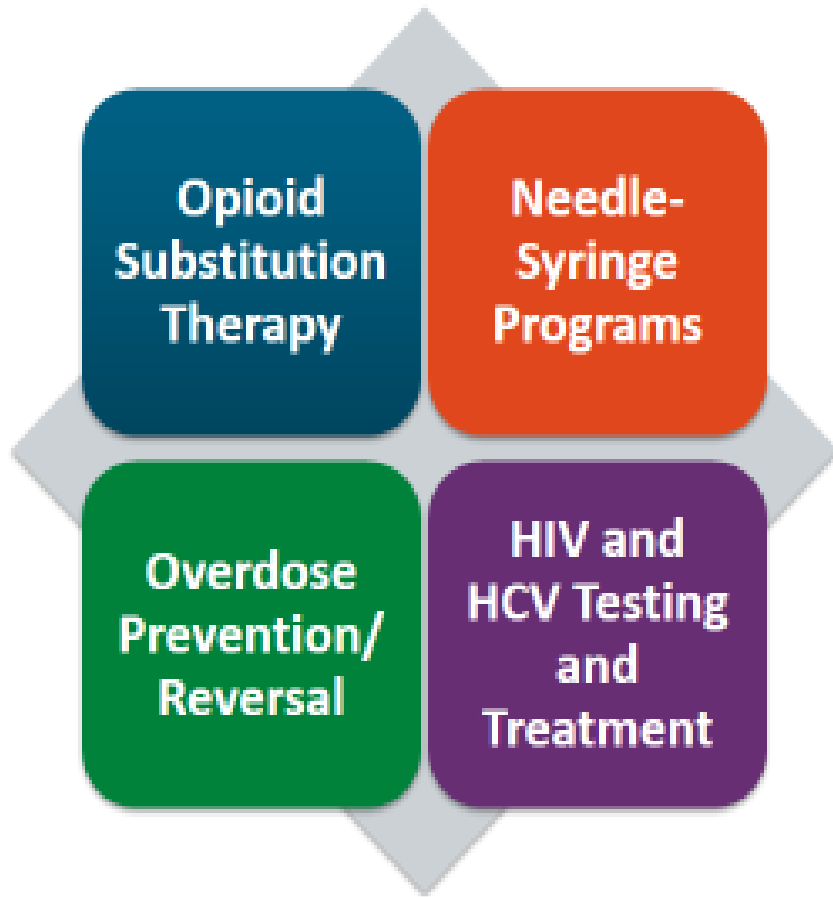 Opioid
Substitution
Therapy
Needle-
Syringe
Programs
Overdose
Prevention/
Reversal
HIV and
HCV Testing
and
Treatment